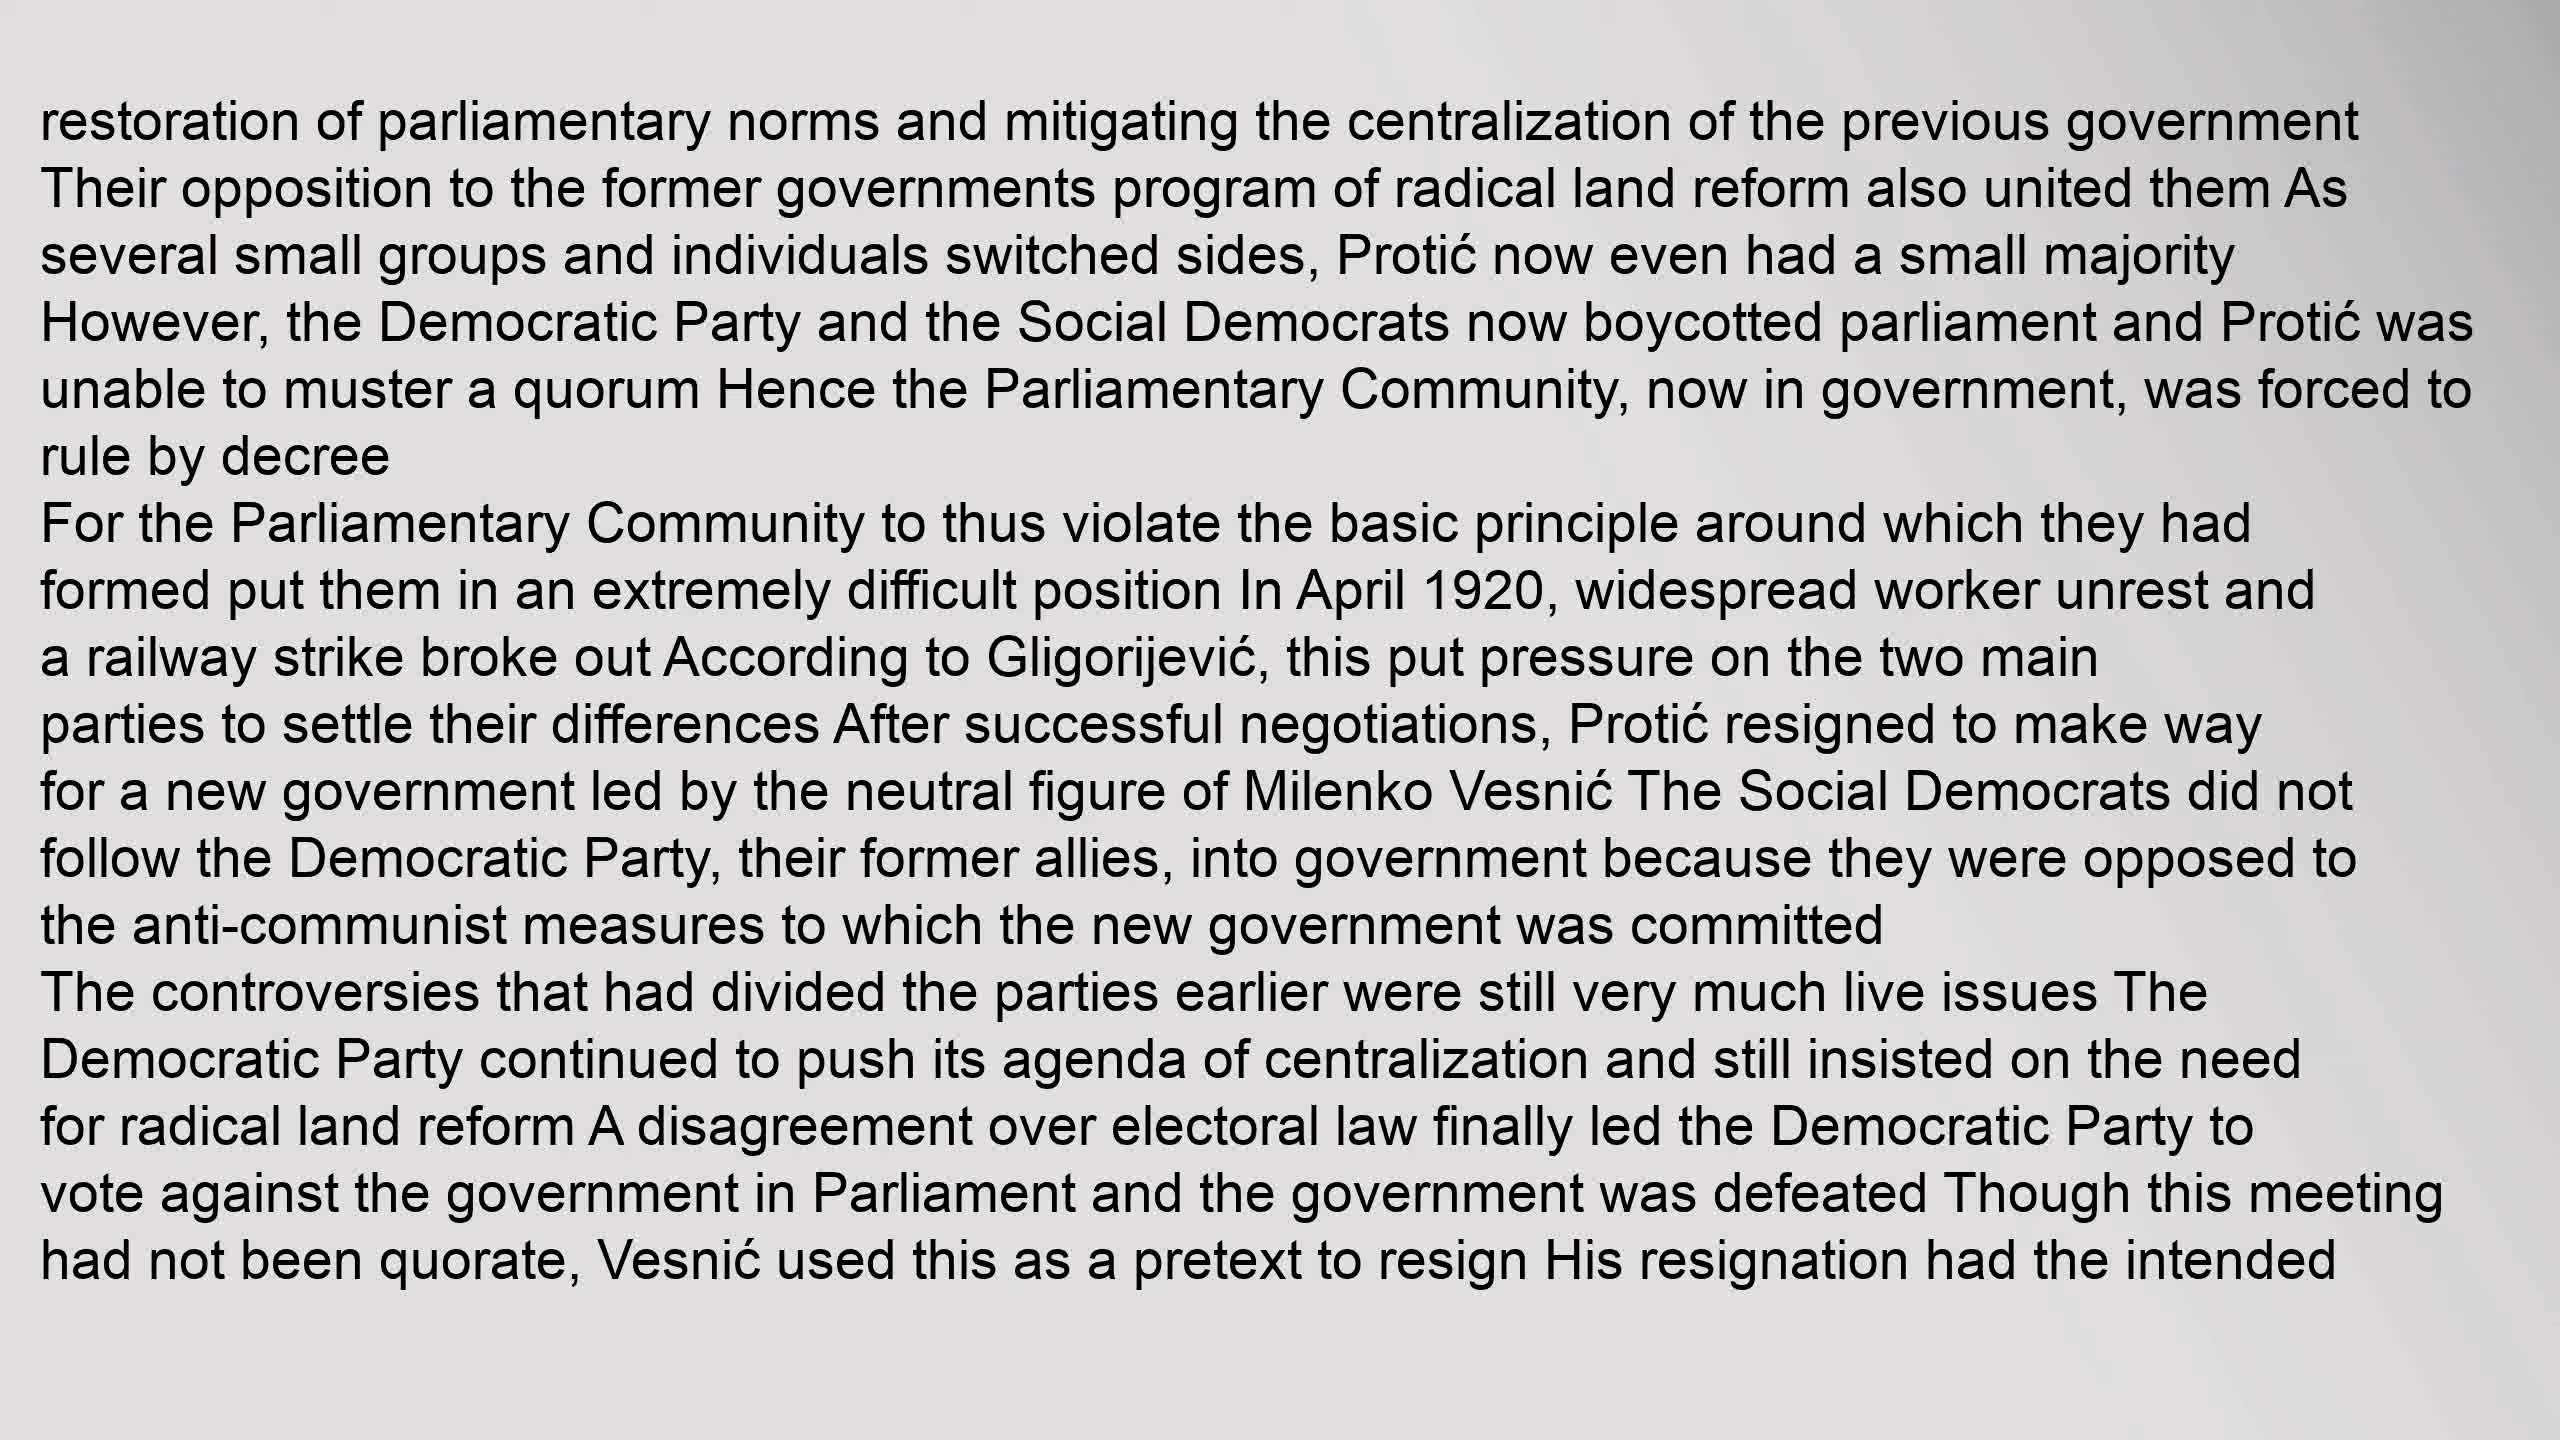 restoration of parliamentary norms and mitigating the centralization of the previous government
Their opposition to the former governments program of radical land reform also united them As
several small groups and individuals switched sides, Protić now even had a small majority
However, the Democratic Party and the Social Democrats now boycotted parliament and Protić was
unable to muster a quorum Hence the Parliamentary Community, now in government, was forced to
rule by decree
For the Parliamentary Community to thus violate the basic principle around which they had
formed put them in an extremely difficult position In April 1920, widespread worker unrest and
a railway strike broke out According to Gligorijević, this put pressure on the two main
parties to settle their differences After successful negotiations, Protić resigned to make way
for a new government led by the neutral figure of Milenko Vesnić The Social Democrats did not
follow the Democratic Party, their former allies, into government because they were opposed to
the anti-communist measures to which the new government was committed
The controversies that had divided the parties earlier were still very much live issues The
Democratic Party continued to push its agenda of centralization and still insisted on the need
for radical land reform A disagreement over electoral law finally led the Democratic Party to
vote against the government in Parliament and the government was defeated Though this meeting
had not been quorate, Vesnić used this as a pretext to resign His resignation had the intended